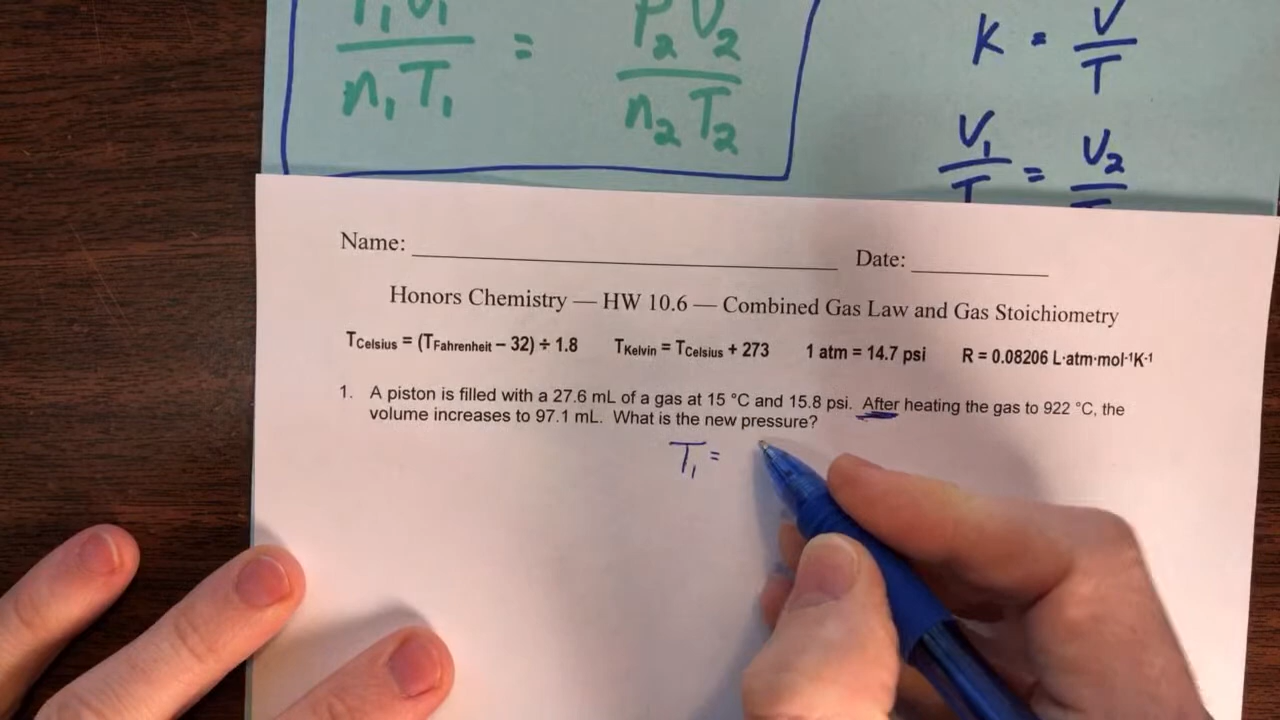 P₁V₁ / n₁T₁ = P₂V₂ / n₂T₂
K = V / T
V₁ / T = V₂ / T
Name: ____ Date: ____
Honors Chemistry — HW 10.6 — Combined Gas Law and Gas Stoichiometry
TCelsius = (TFahrenheit – 32) ÷ 1.8 TKelvin = TCelsius + 273 1 atm = 14.7 psi R = 0.08206 L·atm·mol⁻¹K⁻¹
1. A piston is filled with a 27.6 mL of a gas at 15 °C and 15.8 psi. After heating the gas to 922 °C, the
volume increases to 97.1 mL. What is the new pressure?
T₁ =